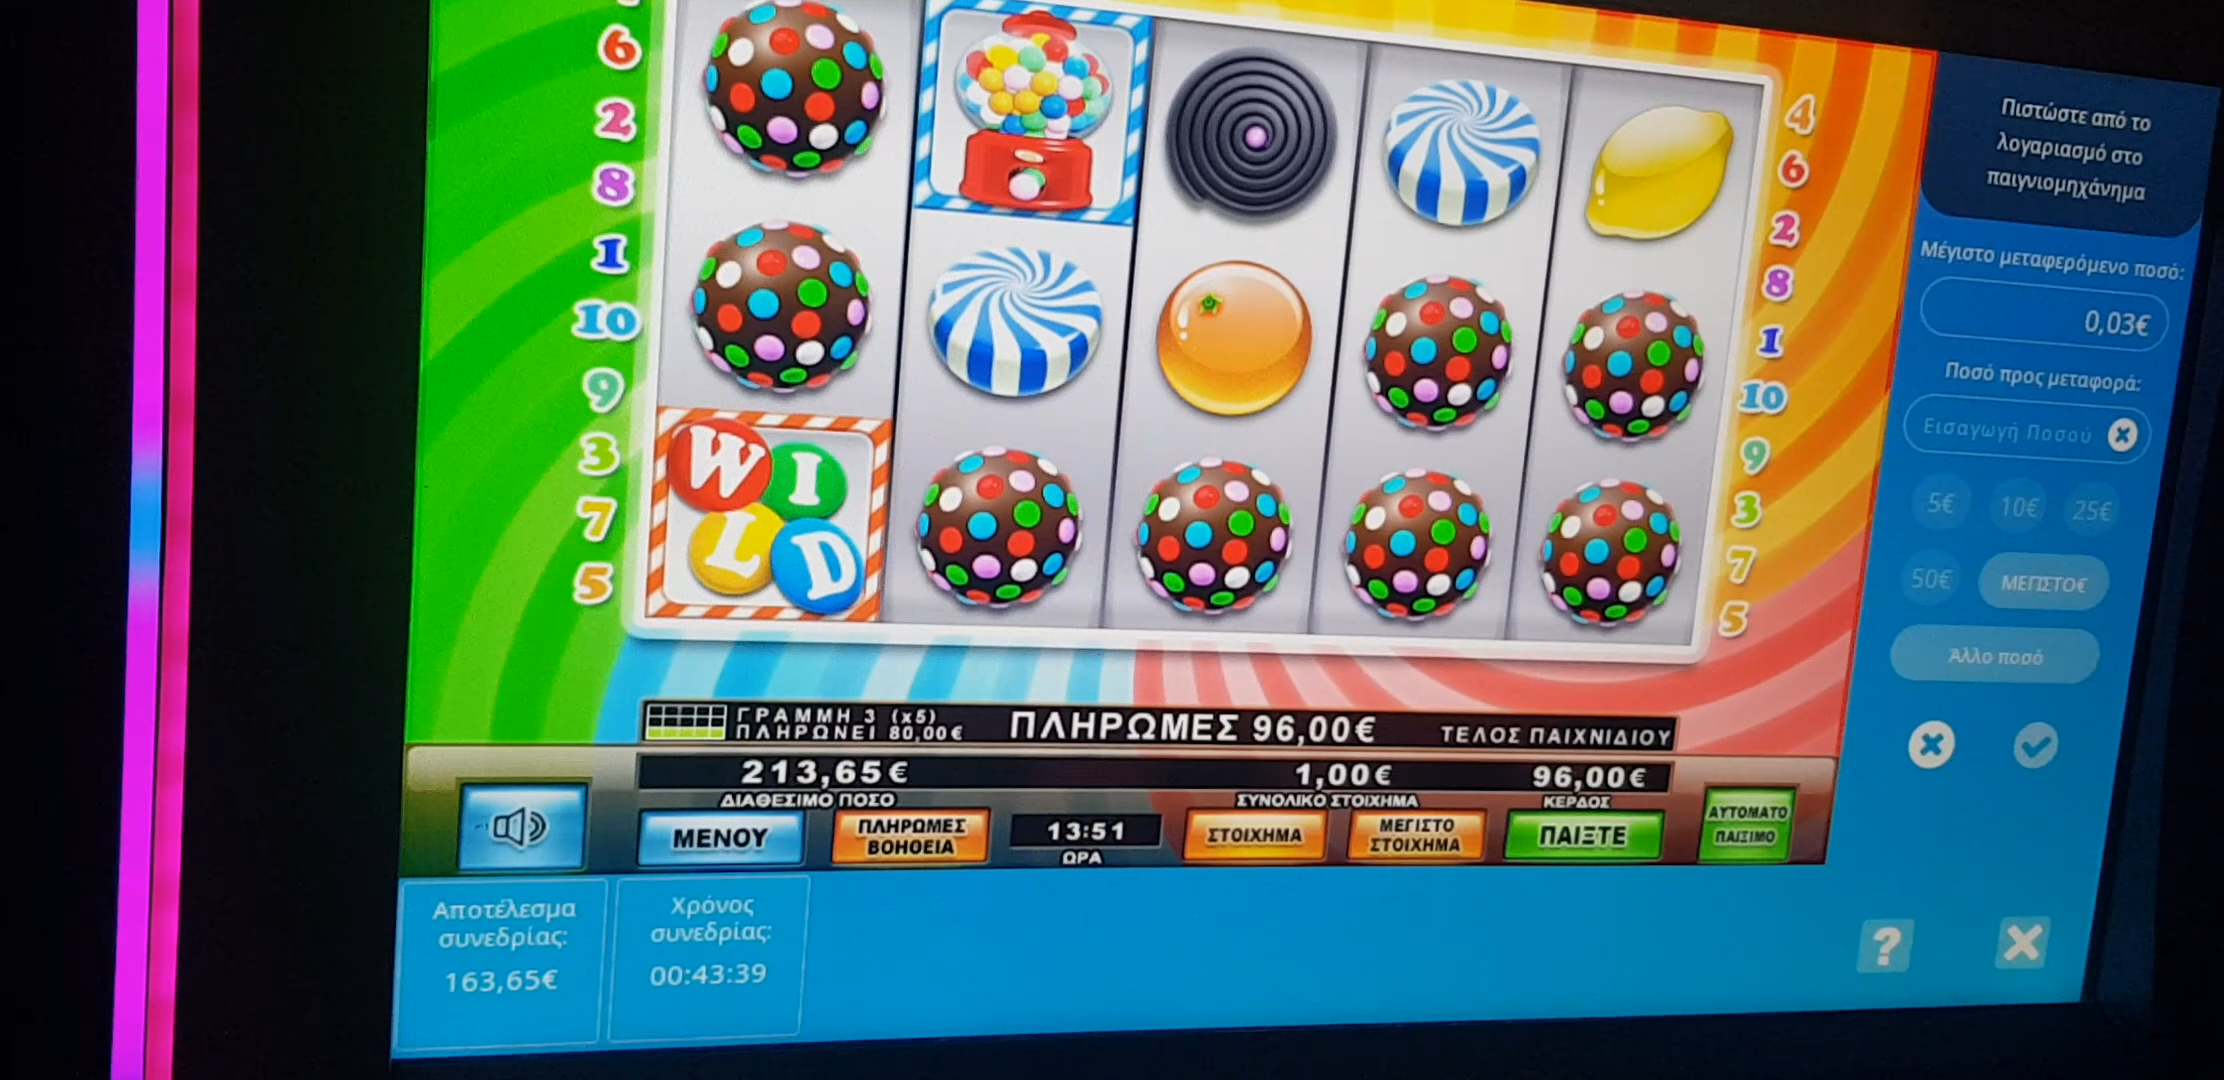 6
2
8
1
10
9
3
7
5
WILD
4
6
2
8
1
10
9
3
7
5
ΓΡΑΜΜΗ 3 (x5)
ΠΛΗΡΩΝΕΙ 80,00€
ΠΛΗΡΩΜΕΣ 96,00€
ΤΕΛΟΣ ΠΑΙΧΝΙΔΙΟΥ
213,65€
ΔΙΑΘΕΣΙΜΟ ΠΟΣΟ
1,00€
ΣΥΝΟΛΙΚΟ ΣΤΟΙΧΗΜΑ
96,00€
ΚΕΡΔΟΣ
ΜΕΝΟΥ
ΠΛΗΡΩΜΕΣ
ΒΟΗΘΕΙΑ
13:51
ΩΡΑ
ΣΤΟΙΧΗΜΑ
ΜΕΓΙΣΤΟ
ΣΤΟΙΧΗΜΑ
ΠΑΙΞΤΕ
ΑΥΤΟΜΑΤΟ
ΠΑΙΞΙΜΟ
Αποτέλεσμα
συνεδρίας:
163,65€
Χρόνος
συνεδρίας:
00:43:39
Πιστώστε από το
λογαριασμό στο
παιγνιομηχάνημα
Μέγιστο μεταφερόμενο ποσό:
0,03€
Ποσό προς μεταφορά:
Εισαγωγή Ποσού
5€ 10€ 25€
50€ ΜΕΓΙΣΤΟ€
Άλλο ποσό
?